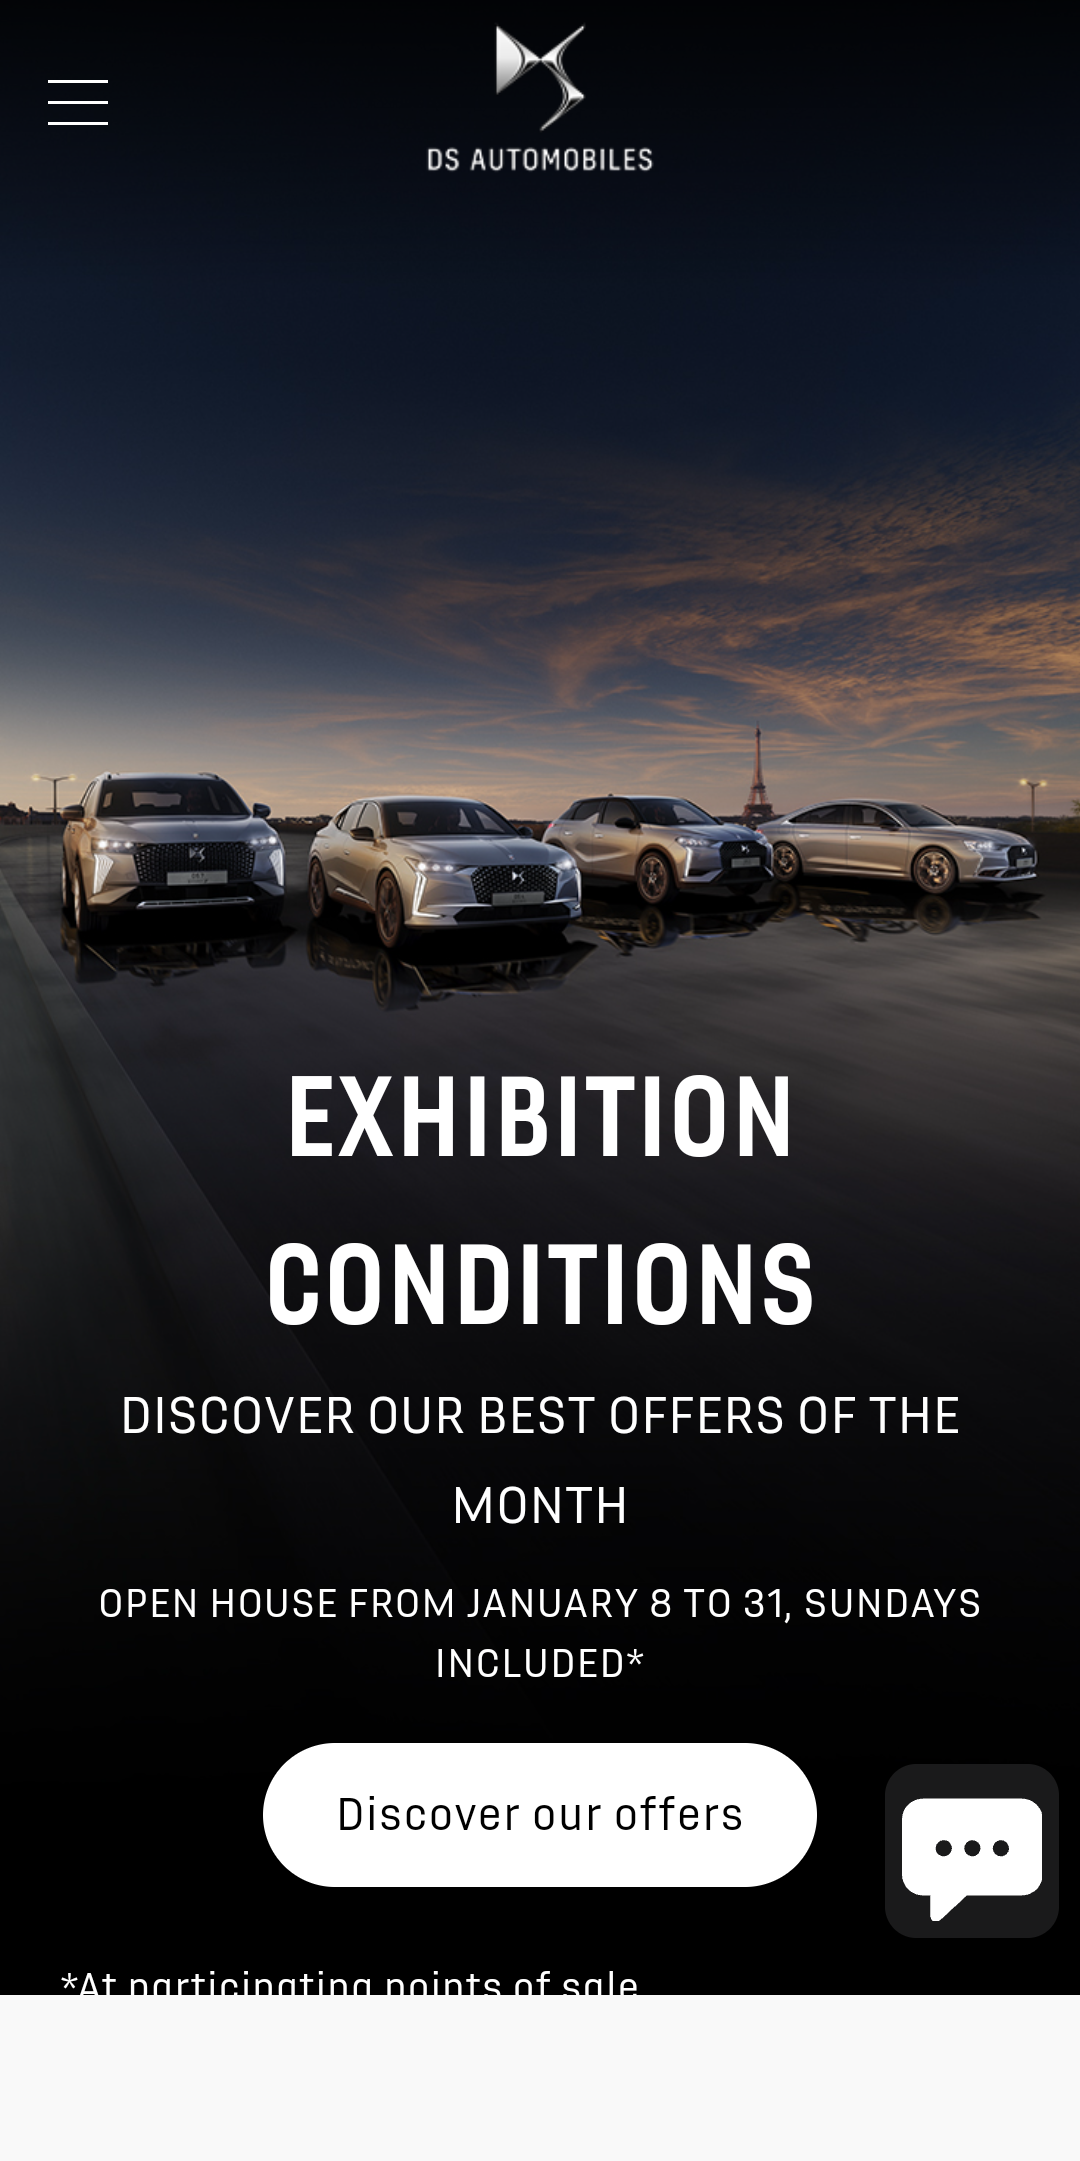 DS AUTOMOBILES
EXHIBITION
CONDITIONS
DISCOVER OUR BEST OFFERS OF THE
MONTH
OPEN HOUSE FROM JANUARY 8 TO 31, SUNDAYS
INCLUDED*
Discover our offers
*At participating points of sale